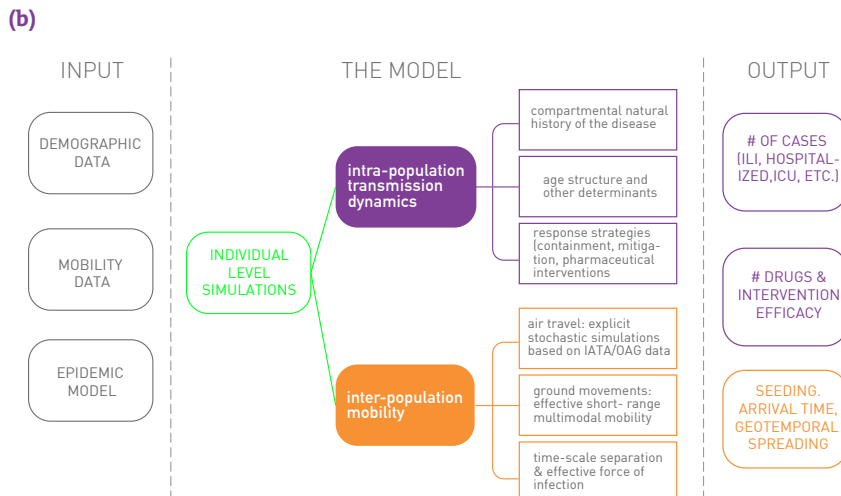 (b)
INPUT
THE MODEL
OUTPUT
DEMOGRAPHIC
DATA
MOBILITY
DATA
EPIDEMIC
MODEL
INDIVIDUAL
LEVEL
SIMULATIONS
intra-population
transmission
dynamics
compartmental natural
history of the disease
age structure and
other determinants
response strategies
(containment, mitiga-
tion, pharmaceutical
interventions
inter-population
mobility
air travel: explicit
stochastic simulations
based on IATA/OAG data
ground movements:
effective short- range
multimodal mobility
time-scale separation
& effective force of
infection
# OF CASES
(ILI, HOSPITAL-
IZED,ICU, ETC.)
# DRUGS &
INTERVENTION
EFFICACY
SEEDING.
ARRIVAL TIME,
GEOTEMPORAL
SPREADING